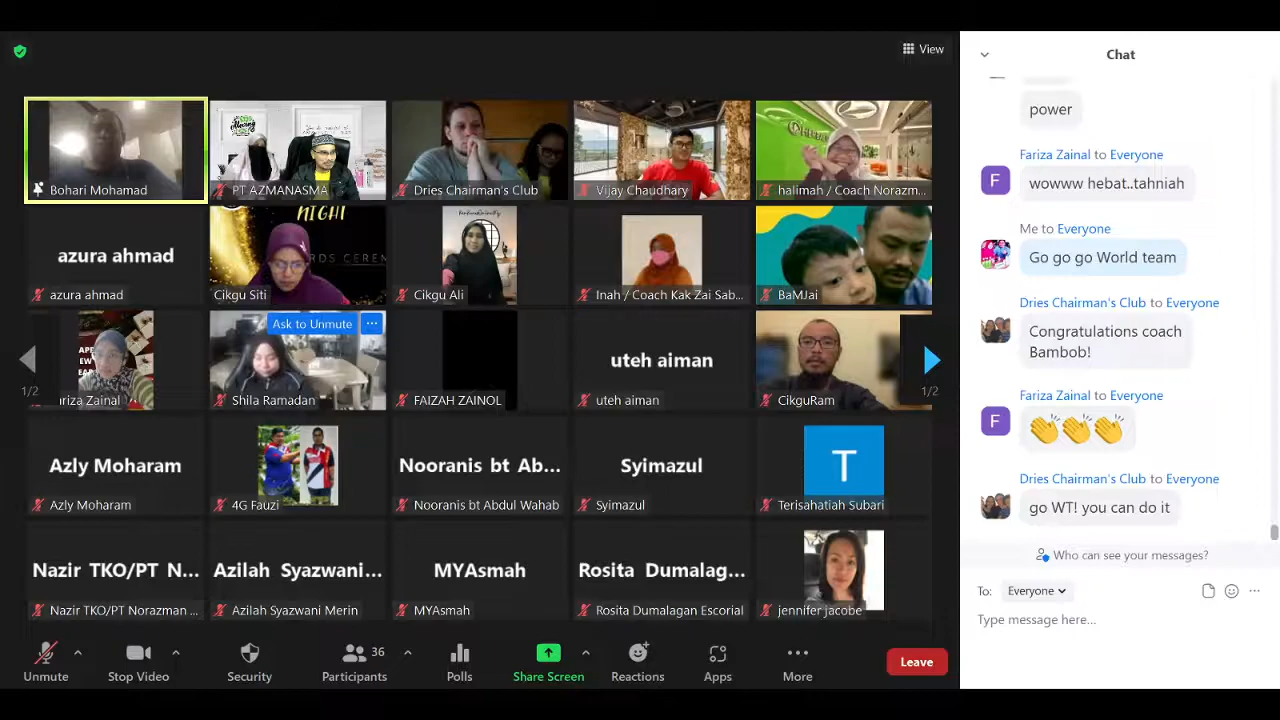 View
Bohari Mohamad
PT AZMANASMA
Dries Chairman's Club
Vijay Chaudhary
halimah / Coach Norazm...
azura ahmad
azura ahmad
NIGHT
RDS CEREM
Cikgu Siti
Cikgu Ali
Inah / Coach Kak Zai Sab...
BaMJai
1/2
ariza Zainal
Ask to Unmute
...
Shila Ramadan
FAIZAH ZAINOL
uteh aiman
uteh aiman
CikguRam
1/2
Azly Moharam
Azly Moharam
4G Fauzi
Nooranis bt Ab...
Nooranis bt Abdul Wahab
Syimazul
Syimazul
T
Terisahatiah Subari
Nazir TKO/PT N...
Nazir TKO/PT Norazman ...
Azilah Syazwani...
Azilah Syazwani Merin
MYAsmah
MYAsmah
Rosita Dumalag...
Rosita Dumalagan Escorial
jennifer jacobe
Unmute
Stop Video
Security
Participants
36
Polls
Share Screen
Reactions
Apps
More
Leave
Chat
power
Fariza Zainal to Everyone
F
wowww hebat..tahniah
Me to Everyone
Go go go World team
Dries Chairman's Club to Everyone
Congratulations coach
Bambob!
Fariza Zainal to Everyone
F
👏👏👏
Dries Chairman's Club to Everyone
go WT! you can do it
Who can see your messages?
To: Everyone
Type message here...